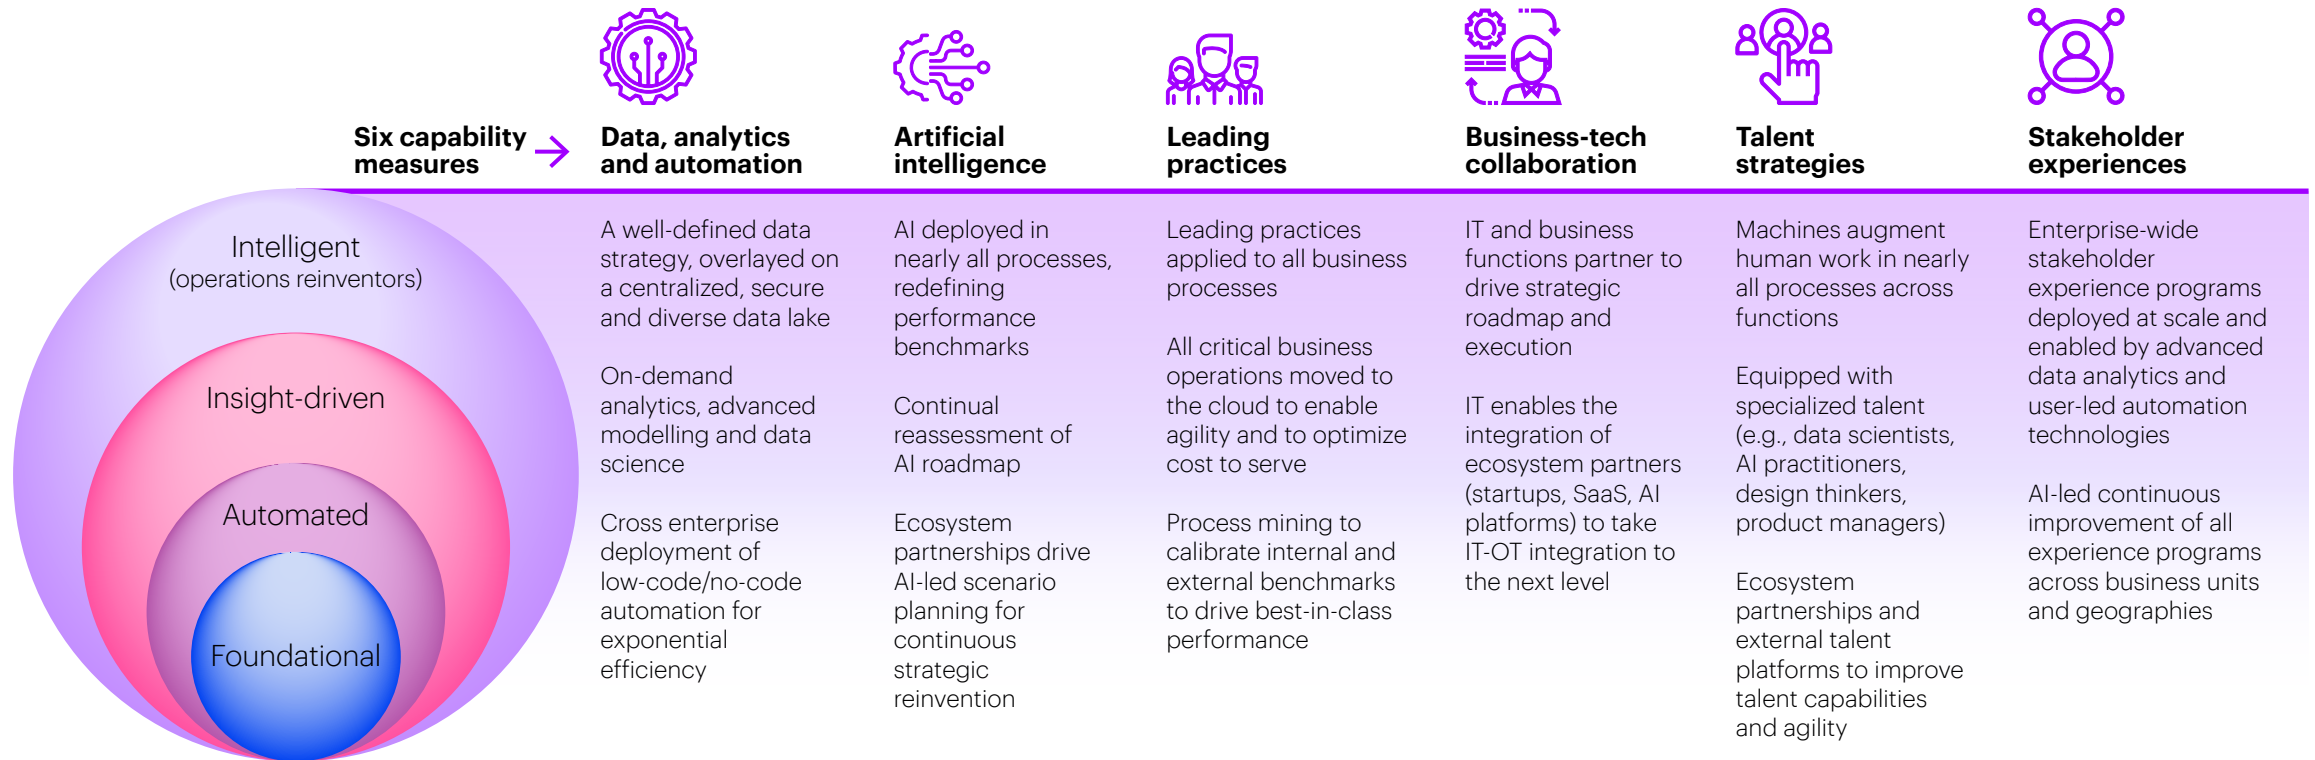 Six capability
measures
Data, analytics
and automation
Artificial
intelligence
Leading
practices
Business-tech
collaboration
Talent
strategies
Stakeholder
experiences
Intelligent
(operations reinventors)
Insight-driven
Automated
Foundational
A well-defined data
strategy, overlayed on
a centralized, secure
and diverse data lake
On-demand
analytics, advanced
modelling and data
science
Cross enterprise
deployment of
low-code/no-code
automation for
exponential
efficiency
AI deployed in
nearly all processes,
redefining
performance
benchmarks
Continual
reassessment of
AI roadmap
Ecosystem
partnerships drive
AI-led scenario
planning for
continuous
strategic
reinvention
Leading practices
applied to all business
processes
All critical business
operations moved to
the cloud to enable
agility and to optimize
cost to serve
Process mining to
calibrate internal and
external benchmarks
to drive best-in-class
performance
IT and business
functions partner to
drive strategic
roadmap and
execution
IT enables the
integration of
ecosystem partners
(startups, SaaS, AI
platforms) to take
IT-OT integration to
the next level
Machines augment
human work in nearly
all processes across
functions
Equipped with
specialized talent
(e.g., data scientists,
AI practitioners,
design thinkers,
product managers)
Ecosystem
partnerships and
external talent
platforms to improve
talent capabilities
and agility
Enterprise-wide
stakeholder
experience programs
deployed at scale and
enabled by advanced
data analytics and
user-led automation
technologies
AI-led continuous
improvement of all
experience programs
across business units
and geographies